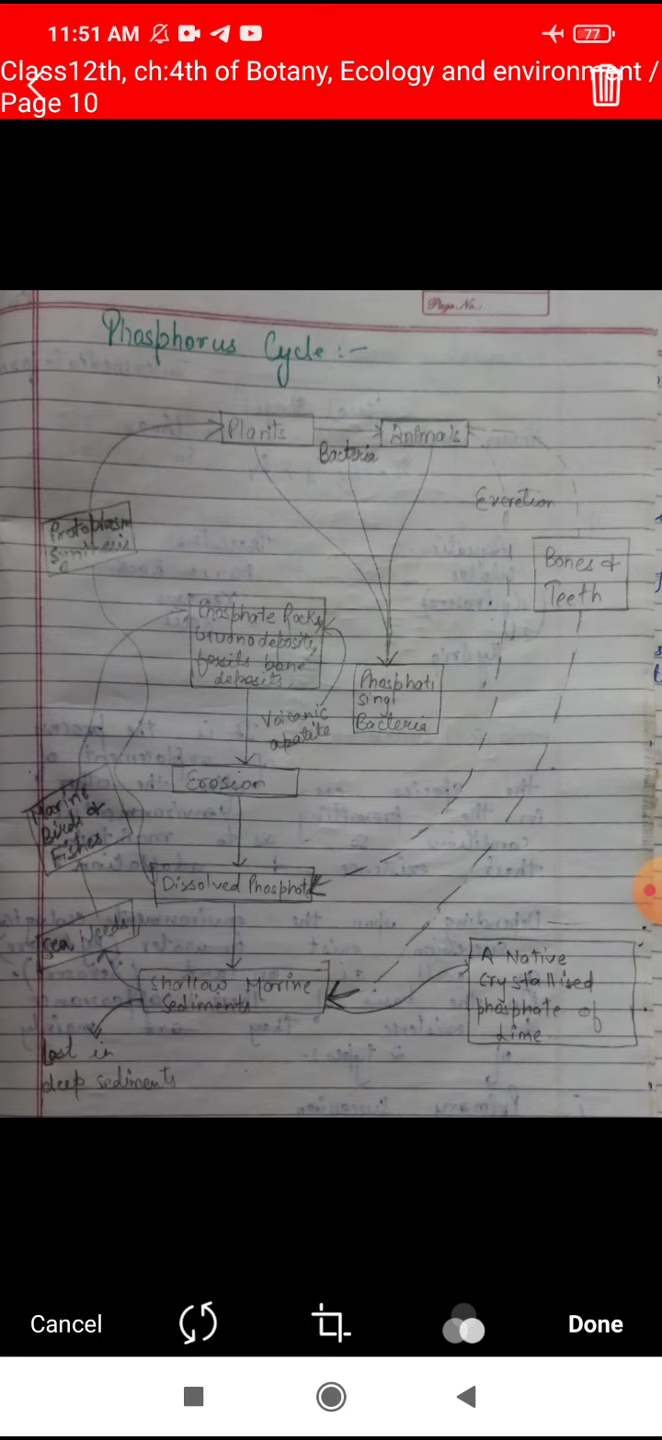 11:51 AM
77
Class12th, ch:4th of Botany, Ecology and environment /
Page 10
Page No.
Phosphorus Cycle :-
Plants
Animals
Bacteria
Excretion
Protoplasm
Synthesis
Bones &
Teeth
Phosphate Rocks
Gruano deposits,
fossils bone
deposits
Phosphati
sing
Bacteria
Volcanic
apatite
Erosion
Marine
Birds &
Fishes
Dissolved Phosphate
Sea Weeds
Shallow Marine
Sediments
A Native
Crystallised
phosphate of
Lime
Lost in
deep sediments
Cancel
Done